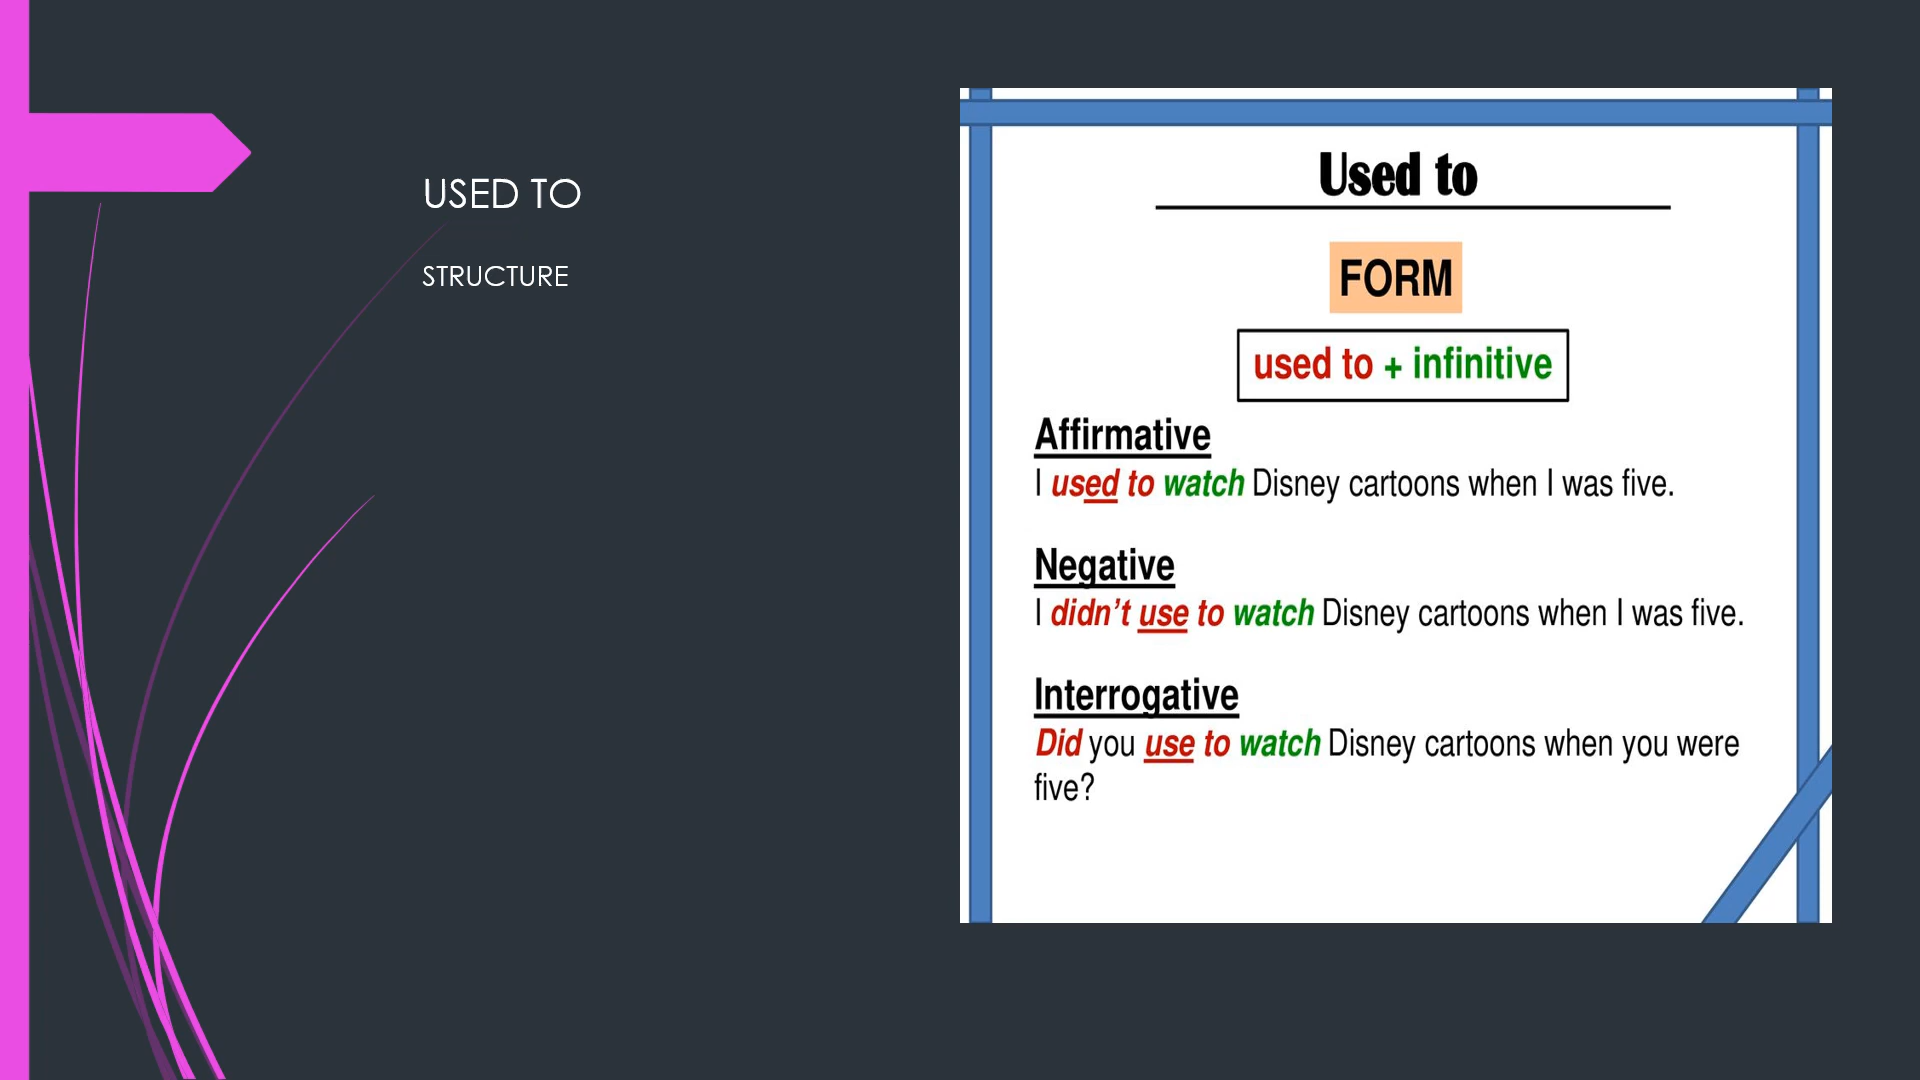 USED TO
STRUCTURE
Used to
FORM
used to + infinitive
Affirmative
I used to watch Disney cartoons when I was five.
Negative
I didn’t use to watch Disney cartoons when I was five.
Interrogative
Did you use to watch Disney cartoons when you were
five?